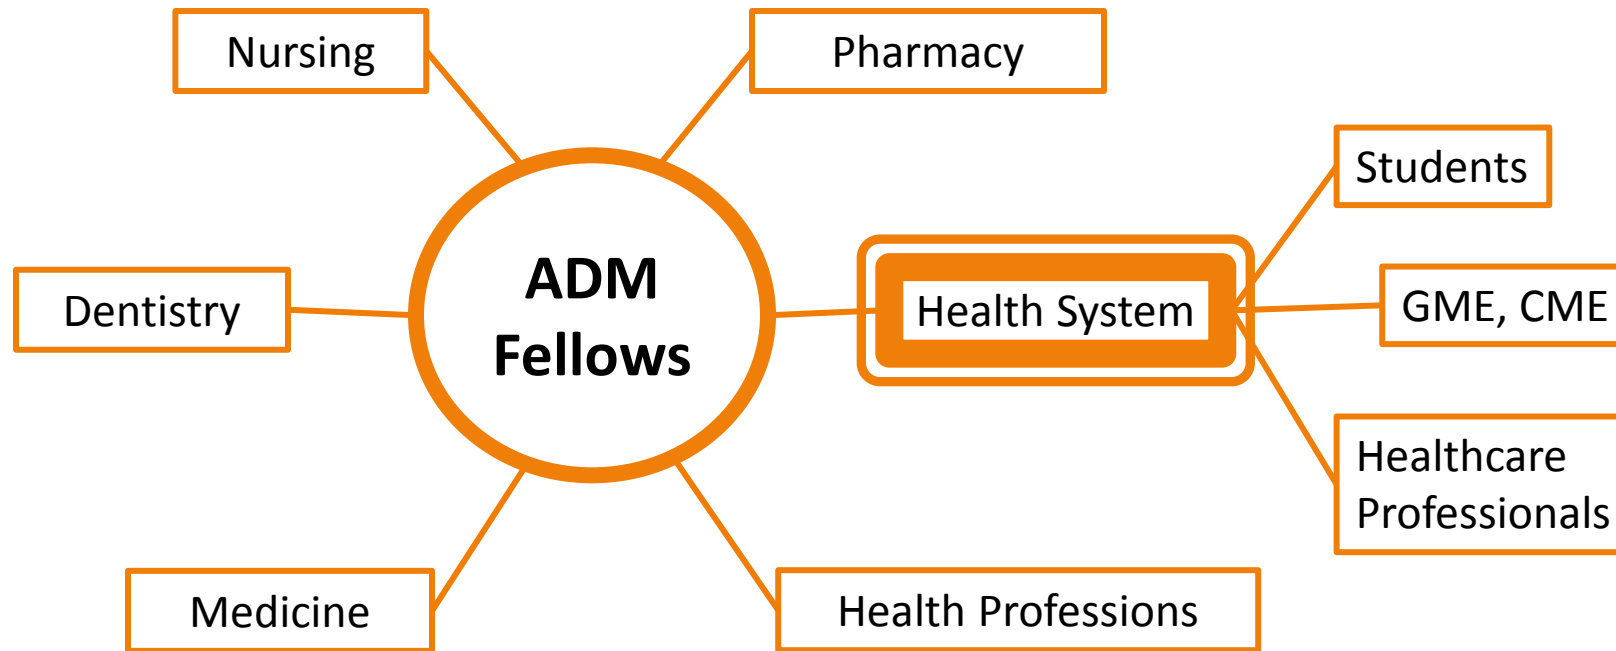 Nursing
Pharmacy
Students
ADM
Fellows
Dentistry
Health System
GME, CME
Healthcare
Professionals
Medicine
Health Professions